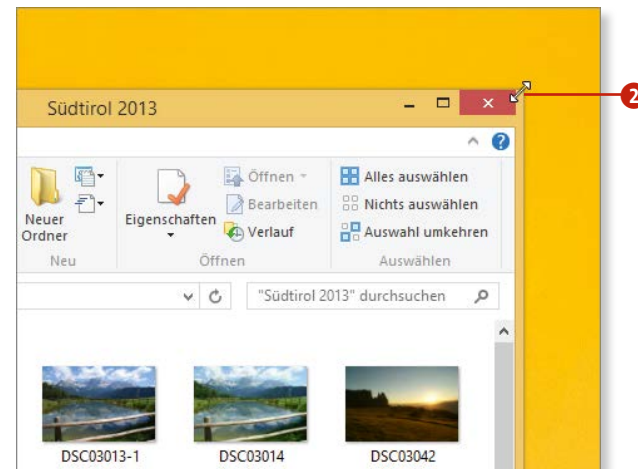 Südtirol 2013
2
Neuer
Ordner
Eigenschaften
Öffnen
Bearbeiten
Verlauf
Alles auswählen
Nichts auswählen
Auswahl umkehren
Neu
Öffnen
Auswählen
"Südtirol 2013" durchsuchen
DSC03013-1
DSC03014
DSC03042